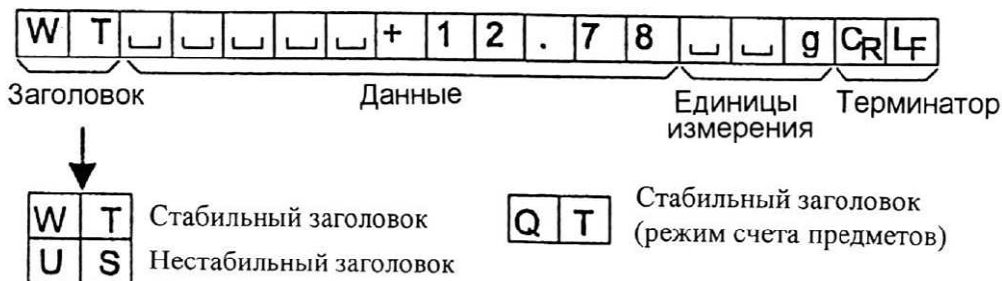 W T ␣ ␣ ␣ ␣ ␣ + 1 2 . 7 8 ␣ ␣ g CR LF
Заголовок Данные Единицы измерения Терминатор
W T Стабильный заголовок
U S Нестабильный заголовок
Q T Стабильный заголовок
(режим счета предметов)